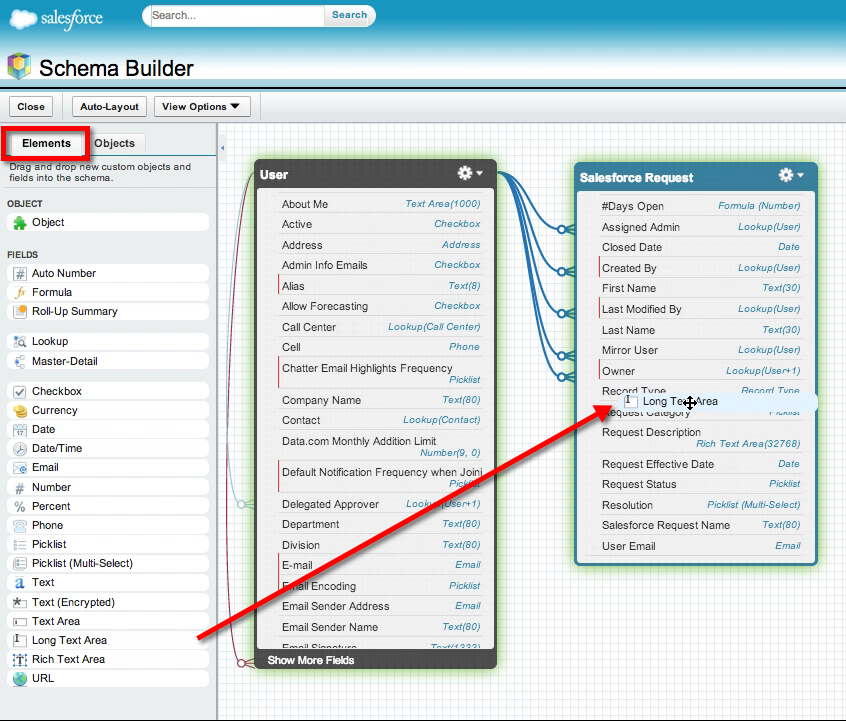 salesforce
Search...
Search
Schema Builder
Close
Auto-Layout
View Options
Elements
Objects
Drag and drop new custom objects and
fields into the schema.
OBJECT
Object
FIELDS
Auto Number
Formula
Roll-Up Summary
Lookup
Master-Detail
Checkbox
Currency
Date
Date/Time
Email
Number
Percent
Phone
Picklist
Picklist (Multi-Select)
Text
Text (Encrypted)
Text Area
Long Text Area
Rich Text Area
URL
User
About Me Text Area(1000)
Active Checkbox
Address Address
Admin Info Emails Checkbox
Alias Text(8)
Allow Forecasting Checkbox
Call Center Lookup(Call Center)
Cell Phone
Chatter Email Highlights Frequency
Picklist
Company Name Text(80)
Contact Lookup(Contact)
Data.com Monthly Addition Limit
Number(9, 0)
Default Notification Frequency when Joini
Picklist
Delegated Approver Lookup(User+1)
Department Text(80)
Division Text(80)
E-mail Email
Email Encoding Picklist
Email Sender Address Email
Email Sender Name Text(80)
Email Signature Text(1333)
Show More Fields
Salesforce Request
#Days Open Formula (Number)
Assigned Admin Lookup(User)
Closed Date Date
Created By Lookup(User)
First Name Text(30)
Last Modified By Lookup(User)
Last Name Text(30)
Mirror User Lookup(User)
Owner Lookup(User+1)
Record Type Record Type
Long Text Area
Request Category Picklist
Request Description
Rich Text Area(32768)
Request Effective Date Date
Request Status Picklist
Resolution Picklist (Multi-Select)
Salesforce Request Name Text(80)
User Email Email